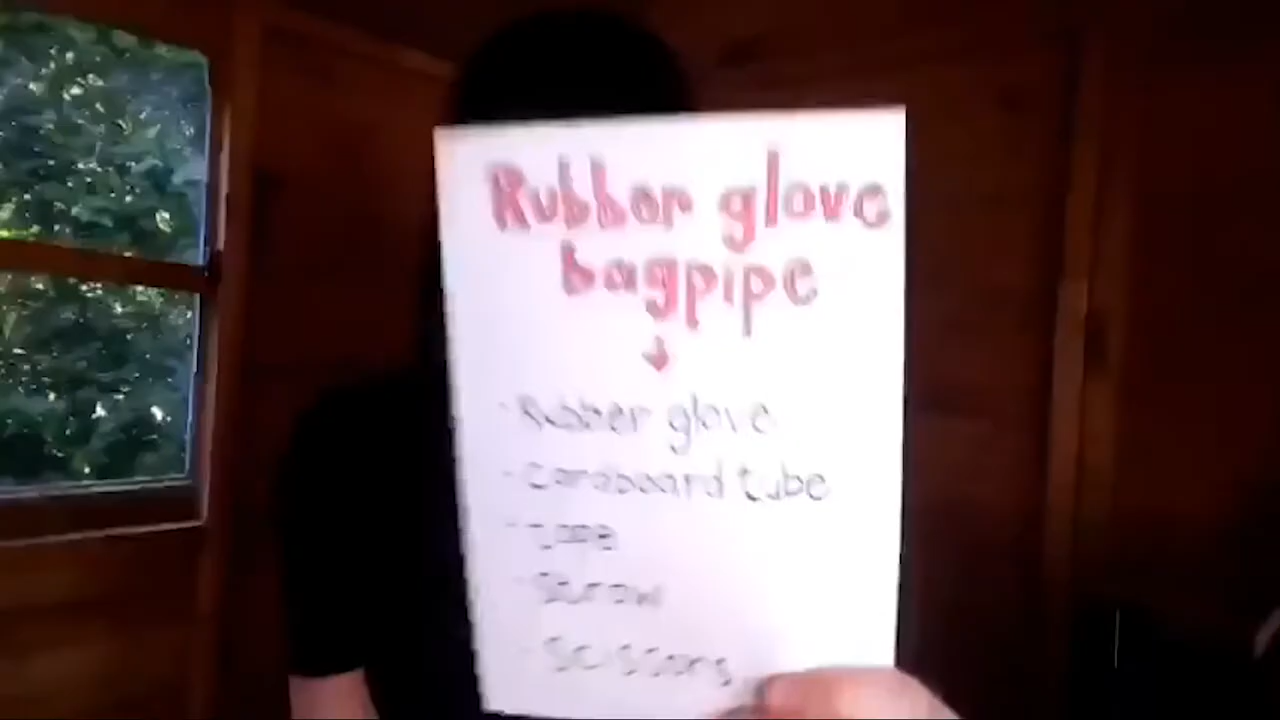 Rubber glove
bagpipe
- Rubber glove
- Cardboard tube
- Tape
- Straw
- Scissors